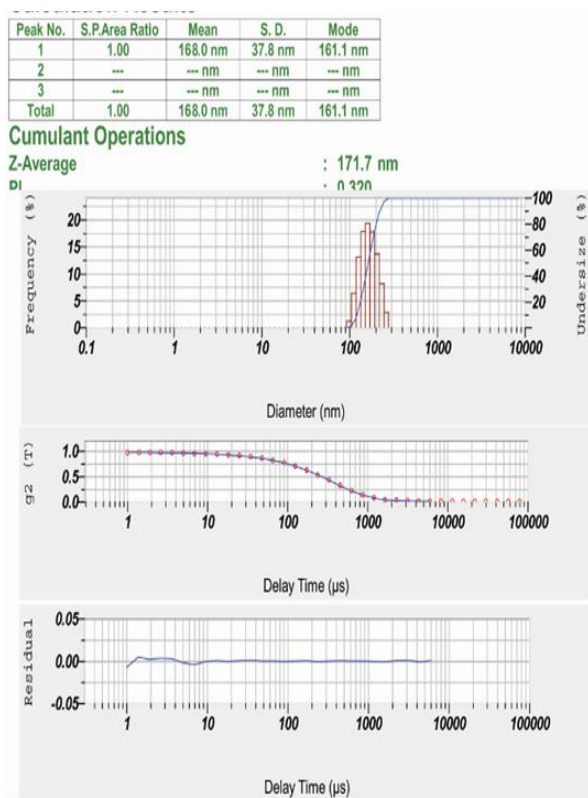 Peak No. S.P.Area Ratio Mean S. D. Mode
1 1.00 168.0 nm 37.8 nm 161.1 nm
2 --- --- nm --- nm --- nm
3 --- --- nm --- nm --- nm
Total 1.00 168.0 nm 37.8 nm 161.1 nm
Cumulant Operations
Z-Average : 171.7 nm
PI : 0.320
Frequency (%)
20
15
10
5
0
100
80
60
40
20
Undersize (%)
0.1 1 10 100 1000 10000
Diameter (nm)
g2 (T)
1.0
0.5
0.0
1 10 100 1000 10000 100000
Delay Time (µs)
Residual
0.05
0.00
-0.05
1 10 100 1000 10000 100000
Delay Time (µs)